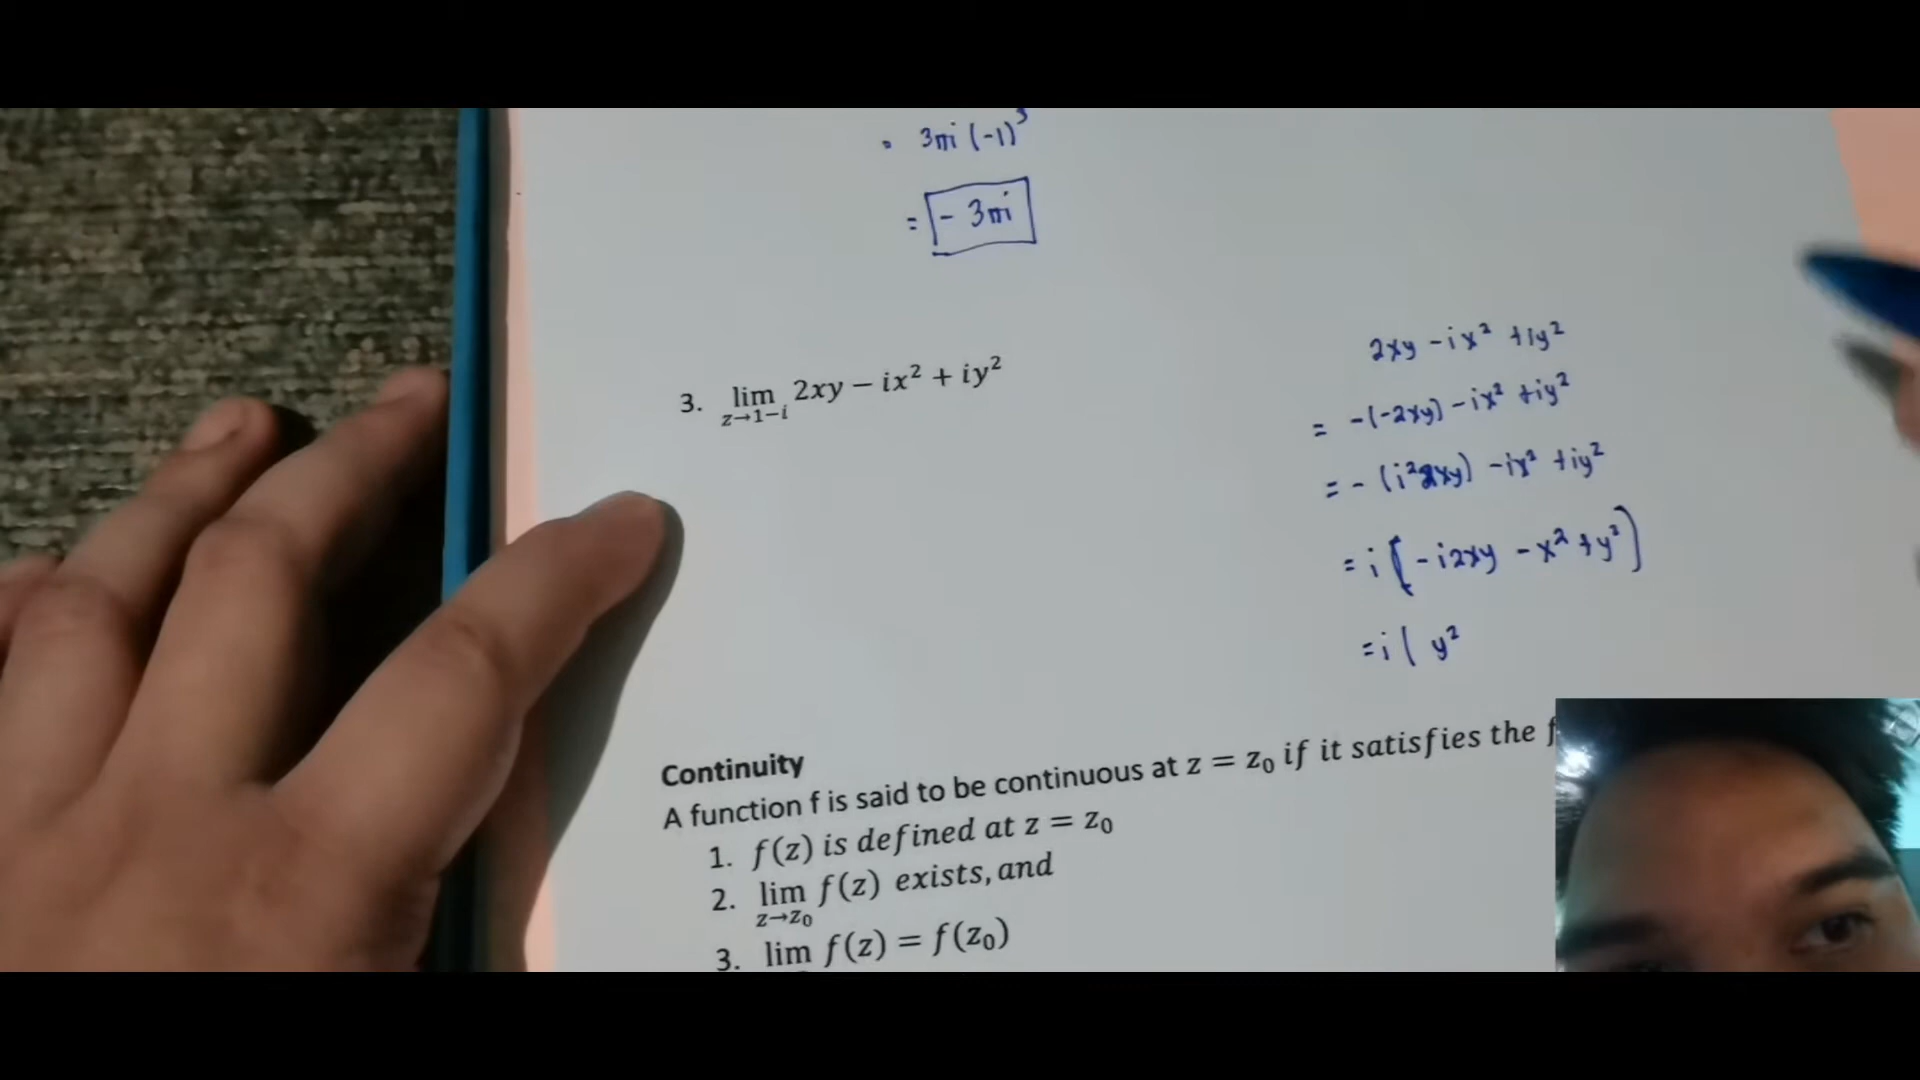 = 3πi (-1)³
= - 3πi
3. lim z→1−i 2xy − ix² + iy²
2xy - ix² + iy²
= -(-2xy) - ix² + iy²
= - (i²2xy) - ix² + iy²
= i [ - i2xy - x² + y² ]
= i ( y²
Continuity
A function f is said to be continuous at z = z₀ if it satisfies the f
1. f(z) is defined at z = z₀
2. lim z→z₀ f(z) exists, and
3. lim f(z) = f(z₀)